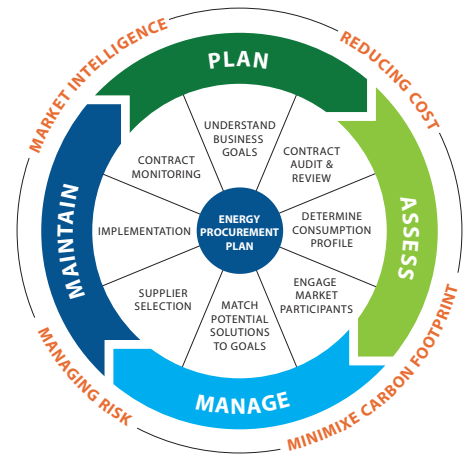 MARKET INTELLIGENCE
REDUCING COST
PLAN
ASSESS
MANAGE
MAINTAIN
UNDERSTAND
BUSINESS
GOALS
CONTRACT
AUDIT &
REVIEW
DETERMINE
CONSUMPTION
PROFILE
ENGAGE
MARKET
PARTICIPANTS
MATCH
POTENTIAL
SOLUTIONS
TO GOALS
SUPPLIER
SELECTION
IMPLEMENTATION
CONTRACT
MONITORING
ENERGY
PROCUREMENT
PLAN
MANAGING RISK
MINIMIXE CARBON FOOTPRINT